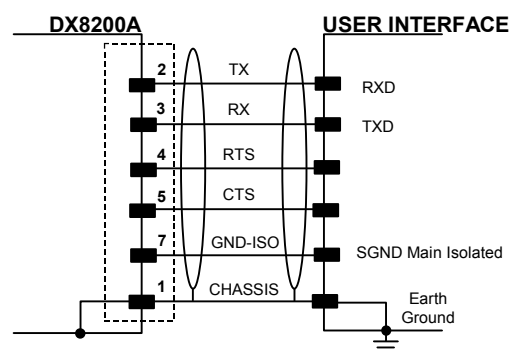 DX8200A USER INTERFACE
2 TX RXD
3 RX TXD
4 RTS
5 CTS
7 GND-ISO SGND Main Isolated
1 CHASSIS Earth
Ground